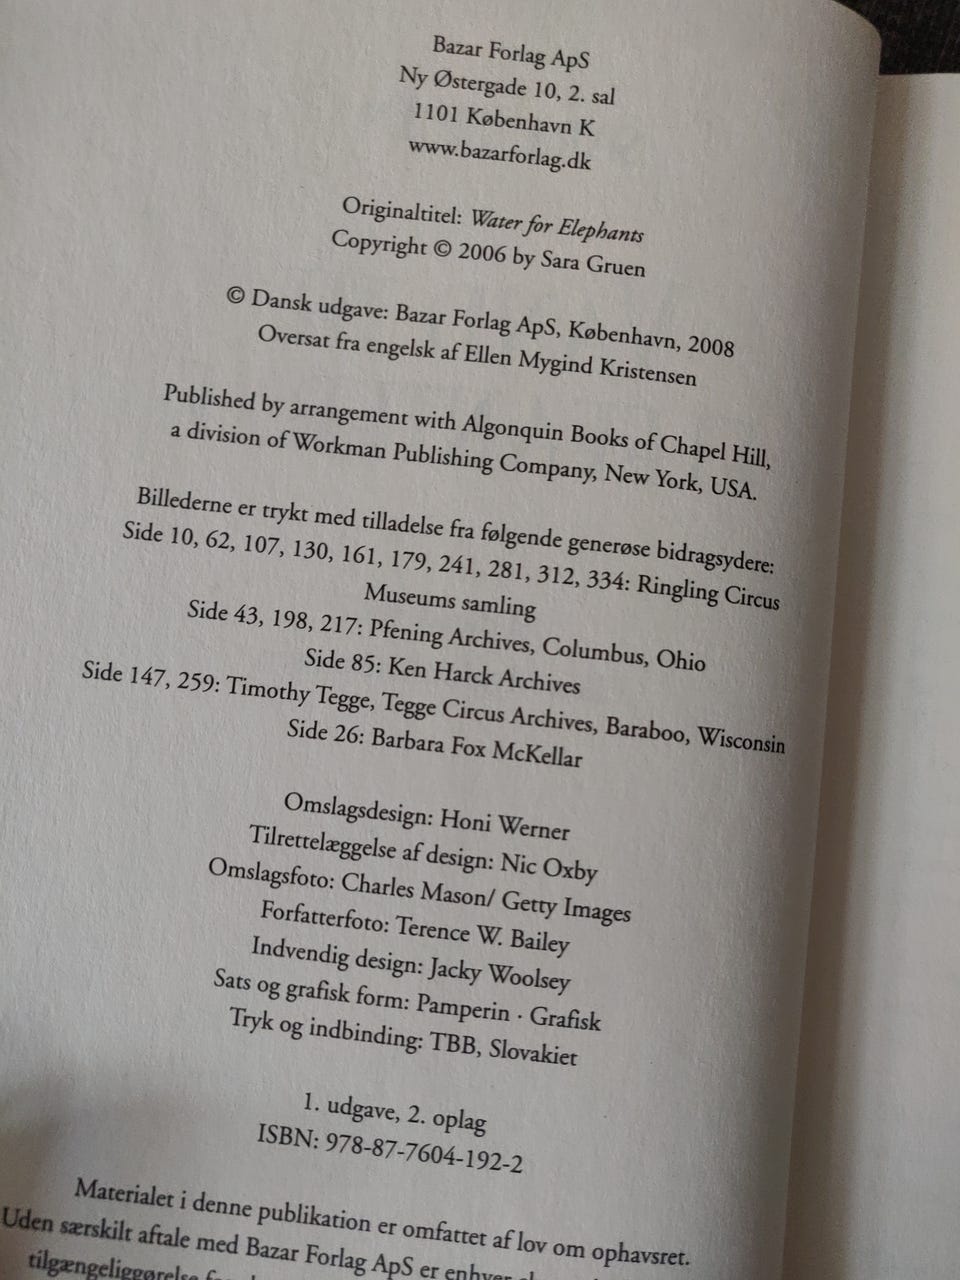 Bazar Forlag ApS
Ny Østergade 10, 2. sal
1101 København K
www.bazarforlag.dk
Originaltitel: Water for Elephants
Copyright © 2006 by Sara Gruen
© Dansk udgave: Bazar Forlag ApS, København, 2008
Oversat fra engelsk af Ellen Mygind Kristensen
Published by arrangement with Algonquin Books of Chapel Hill,
a division of Workman Publishing Company, New York, USA.
Billederne er trykt med tilladelse fra følgende generøse bidragsydere:
Side 10, 62, 107, 130, 161, 179, 241, 281, 312, 334: Ringling Circus
Museums samling
Side 43, 198, 217: Pfening Archives, Columbus, Ohio
Side 85: Ken Harck Archives
Side 147, 259: Timothy Tegge, Tegge Circus Archives, Baraboo, Wisconsin
Side 26: Barbara Fox McKellar
Omslagsdesign: Honi Werner
Tilrettelæggelse af design: Nic Oxby
Omslagsfoto: Charles Mason/ Getty Images
Forfatterfoto: Terence W. Bailey
Indvendig design: Jacky Woolsey
Sats og grafisk form: Pamperin · Grafisk
Tryk og indbinding: TBB, Slovakiet
1. udgave, 2. oplag
ISBN: 978-87-7604-192-2
Materialet i denne publikation er omfattet af lov om ophavsret.
Uden særskilt aftale med Bazar Forlag ApS er enhver
tilgængeliggørelse